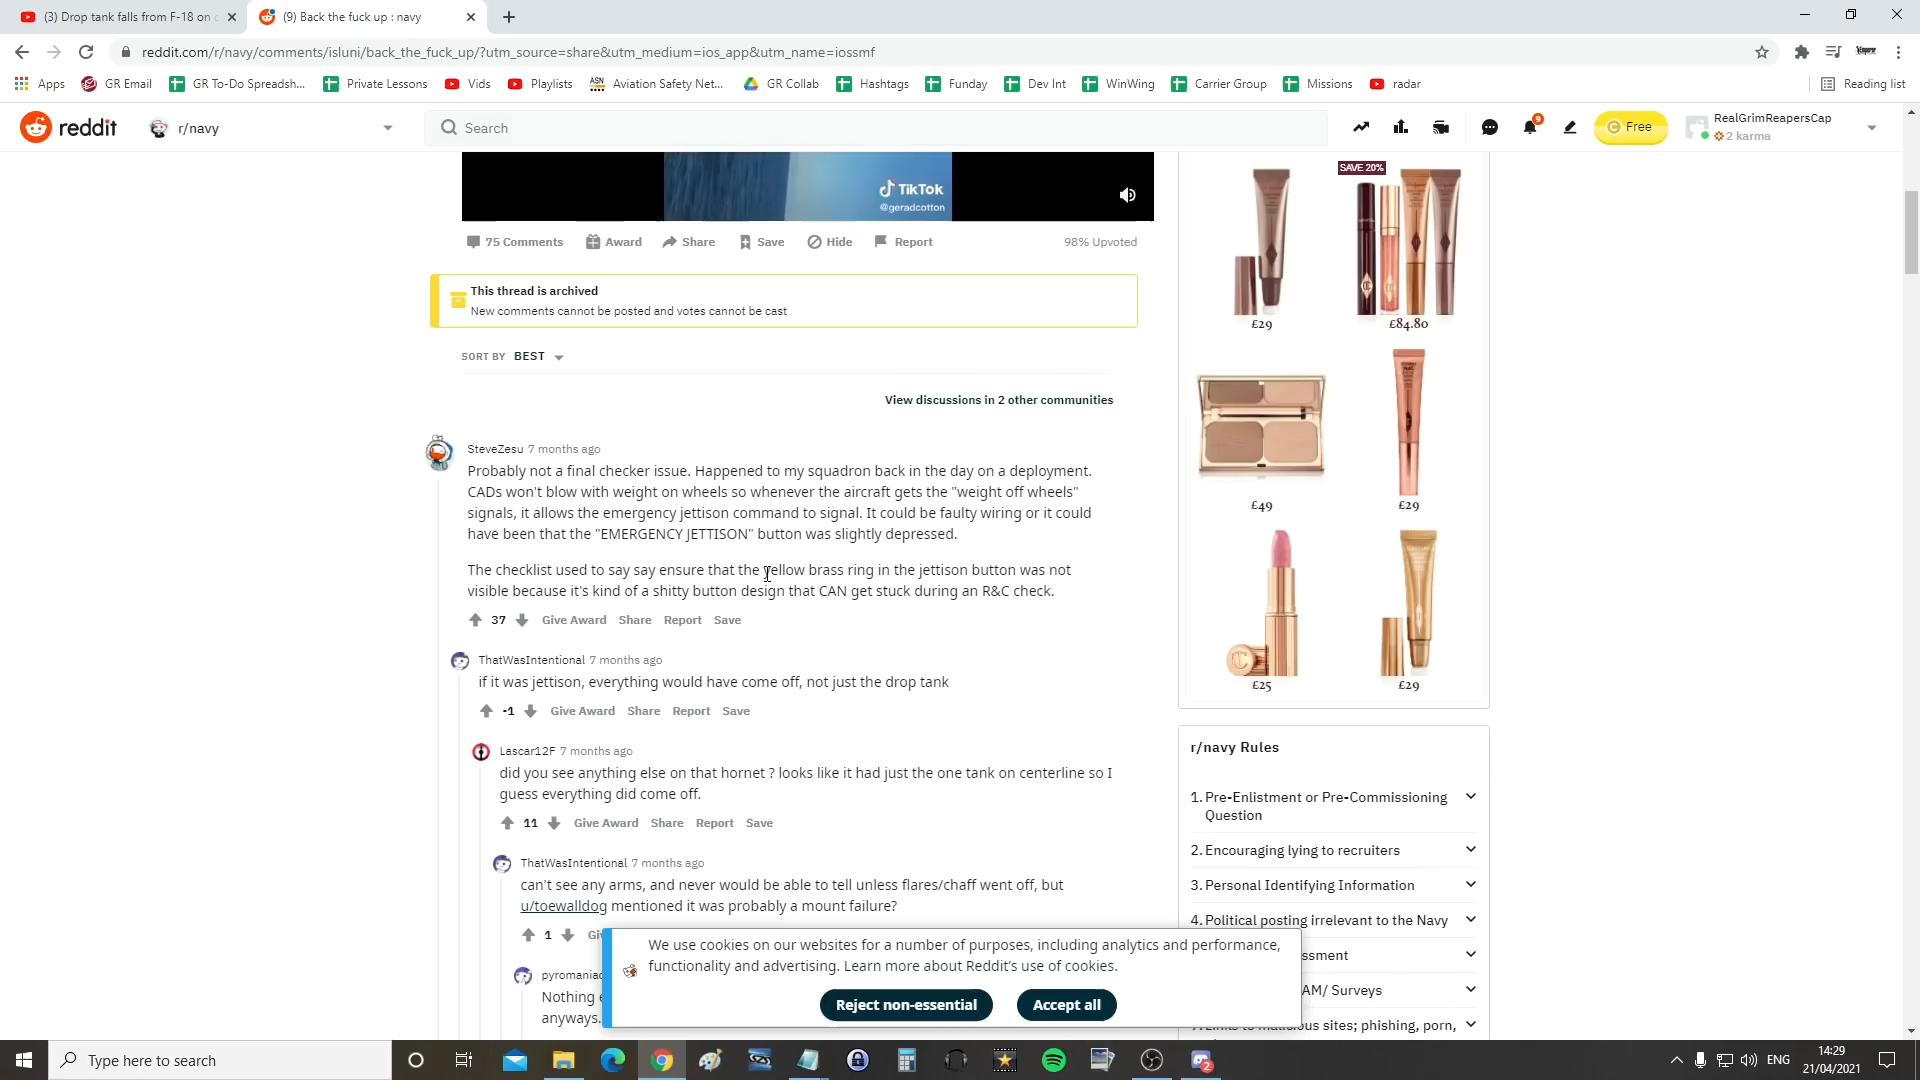 (3) Drop tank falls from F-18 on
(9) Back the fuck up : navy
reddit.com/r/navy/comments/isluni/back_the_fuck_up/?utm_source=share&utm_medium=ios_app&utm_name=iossmf
Apps GR Email GR To-Do Spreadsh... Private Lessons Vids Playlists ASN Aviation Safety Net... GR Collab Hashtags Funday Dev Int WinWing Carrier Group Missions radar Reading list
reddit r/navy Search 9 Free RealGrimReapersCap
2 karma
TikTok
@geradcotton
75 Comments Award Share Save Hide Report 98% Upvoted
This thread is archived
New comments cannot be posted and votes cannot be cast
SORT BY BEST
View discussions in 2 other communities
SteveZesu 7 months ago
Probably not a final checker issue. Happened to my squadron back in the day on a deployment.
CADs won't blow with weight on wheels so whenever the aircraft gets the "weight off wheels"
signals, it allows the emergency jettison command to signal. It could be faulty wiring or it could
have been that the "EMERGENCY JETTISON" button was slightly depressed.
The checklist used to say say ensure that the yellow brass ring in the jettison button was not
visible because it's kind of a shitty button design that CAN get stuck during an R&C check.
37 Give Award Share Report Save
ThatWasIntentional 7 months ago
if it was jettison, everything would have come off, not just the drop tank
-1 Give Award Share Report Save
Lascar12F 7 months ago
did you see anything else on that hornet ? looks like it had just the one tank on centerline so I
guess everything did come off.
11 Give Award Share Report Save
ThatWasIntentional 7 months ago
can't see any arms, and never would be able to tell unless flares/chaff went off, but
u/toewalldog mentioned it was probably a mount failure?
1
Nothing
anyways.
We use cookies on our websites for a number of purposes, including analytics and performance,
functionality and advertising. Learn more about Reddit's use of cookies.
Reject non-essential Accept all
SAVE 20%
£29 £84.80
£49 £29
£25 £29
r/navy Rules
1. Pre-Enlistment or Pre-Commissioning
Question
2. Encouraging lying to recruiters
3. Personal Identifying Information
4. Political posting irrelevant to the Navy
ssment
AM/ Surveys
sites; phishing, porn,
Type here to search
2
ENG
14:29
21/04/2021